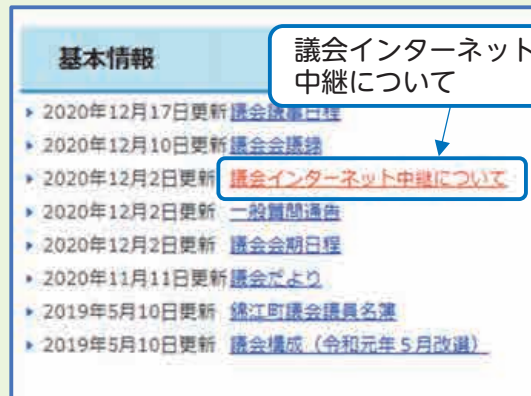 基本情報
議会インターネット
中継について
2020年12月17日更新 議会議事日程
2020年12月10日更新 議会会議録
2020年12月2日更新 議会インターネット中継について
2020年12月2日更新 一般質問通告
2020年12月2日更新 議会会期日程
2020年11月11日更新 議会だより
2019年5月10日更新 錦江町議会議員名簿
2019年5月10日更新 議会構成(令和元年5月改選)